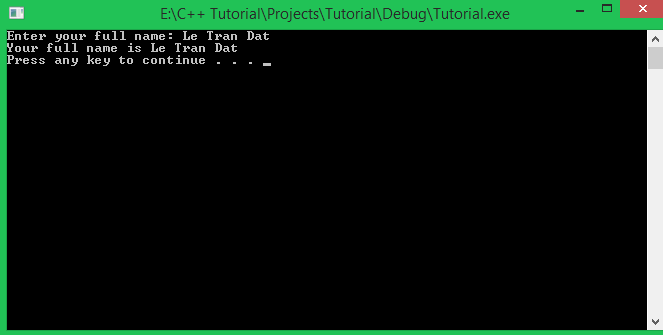 E:\C++ Tutorial\Projects\Tutorial\Debug\Tutorial.exe
Enter your full name: Le Tran Dat
Your full name is Le Tran Dat
Press any key to continue . . . _